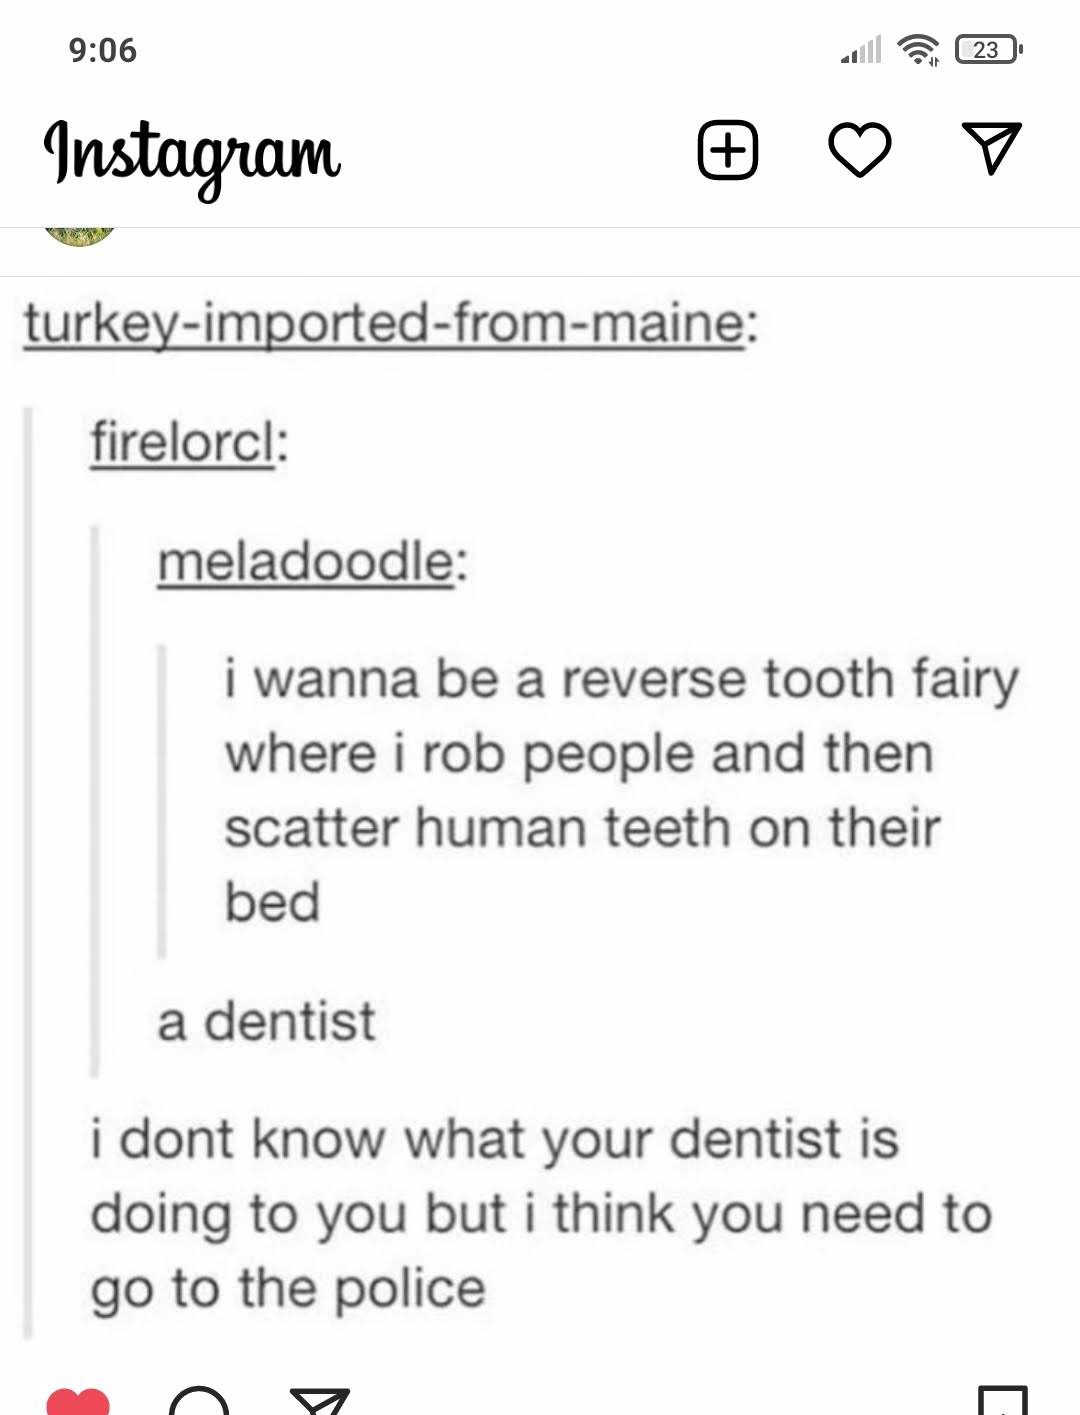 9:06
23
Instagram
turkey-imported-from-maine:
firelorcl:
meladoodle:
i wanna be a reverse tooth fairy
where i rob people and then
scatter human teeth on their
bed
a dentist
i dont know what your dentist is
doing to you but i think you need to
go to the police